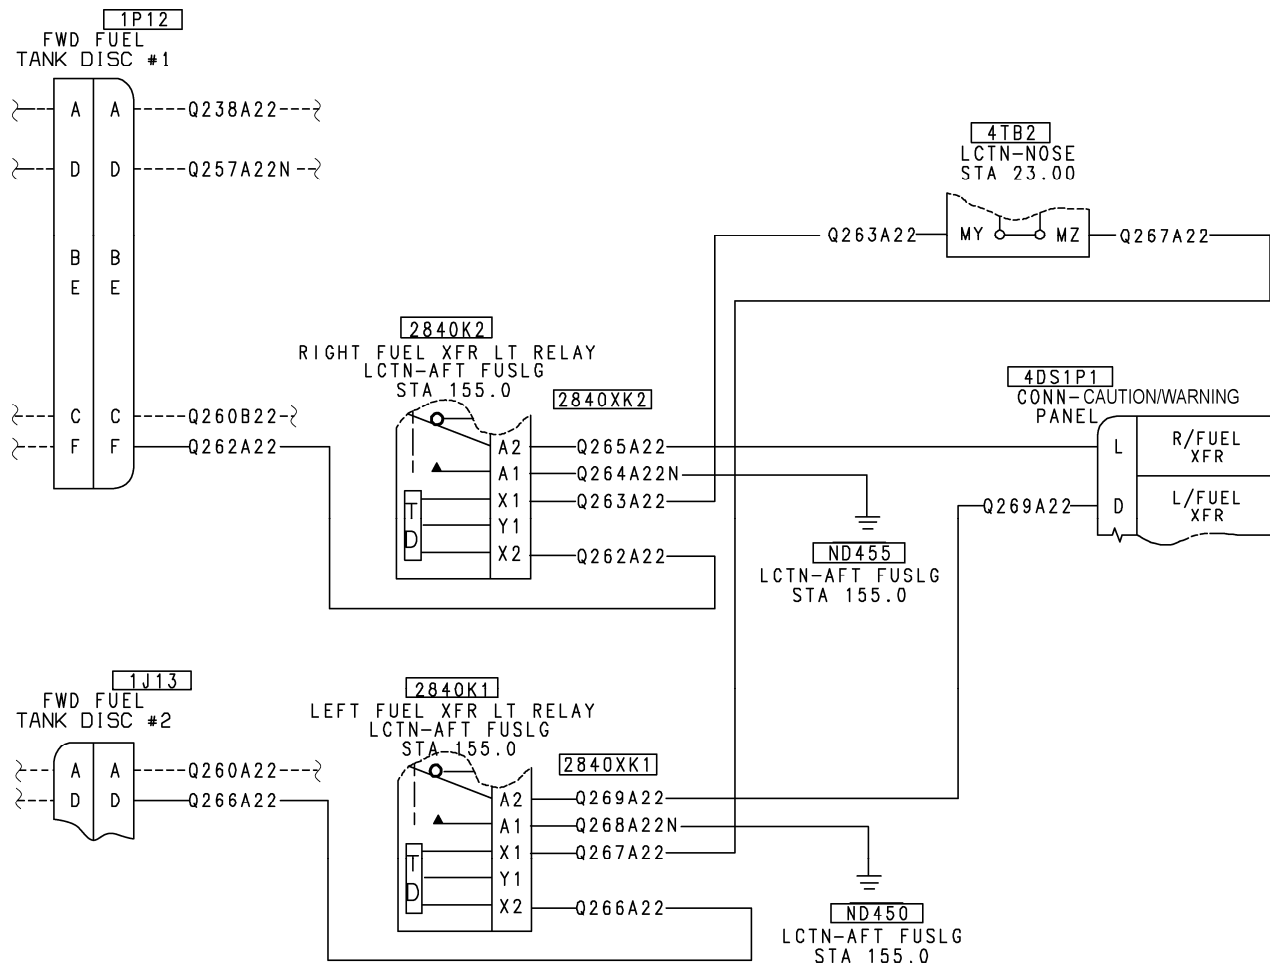 1P12
FWD FUEL
TANK DISC #1
A A Q238A22
D D Q257A22N
B B
E E
C C Q260B22
F F Q262A22
4TB2
LCTN-NOSE
STA 23.00
Q263A22 MY MZ Q267A22
2840K2
RIGHT FUEL XFR LT RELAY
LCTN-AFT FUSLG
STA 155.0
2840XK2
A2 Q265A22
A1 Q264A22N
X1 Q263A22
Y1
X2 Q262A22
TD
4DS1P1
CONN-CAUTION/WARNING
PANEL
L R/FUEL
XFR
Q269A22 D L/FUEL
XFR
ND455
LCTN-AFT FUSLG
STA 155.0
1J13
FWD FUEL
TANK DISC #2
A A Q260A22
D D Q266A22
2840K1
LEFT FUEL XFR LT RELAY
LCTN-AFT FUSLG
STA 155.0
2840XK1
A2 Q269A22
A1 Q268A22N
X1 Q267A22
Y1
X2 Q266A22
TD
ND450
LCTN-AFT FUSLG
STA 155.0